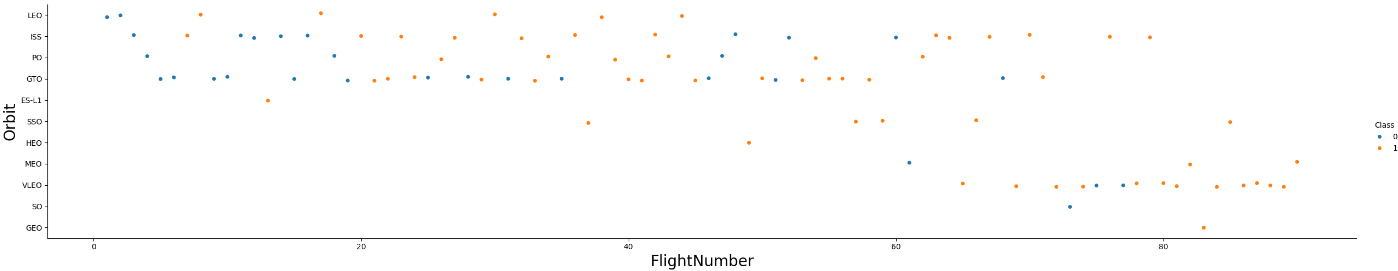 Orbit
LEO
ISS
PO
GTO
ES-L1
SSO
HEO
MEO
VLEO
SO
GEO
0
20
40
60
80
FlightNumber
Class
0
1